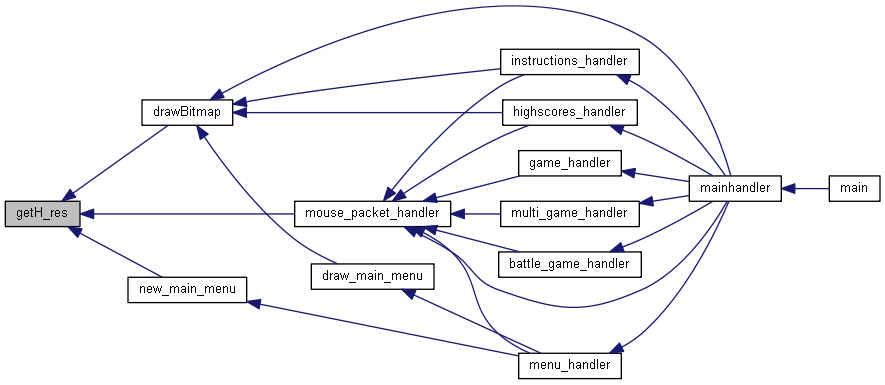 instructions_handler
drawBitmap
highscores_handler
game_handler
mainhandler
main
getH_res
mouse_packet_handler
multi_game_handler
battle_game_handler
draw_main_menu
new_main_menu
menu_handler